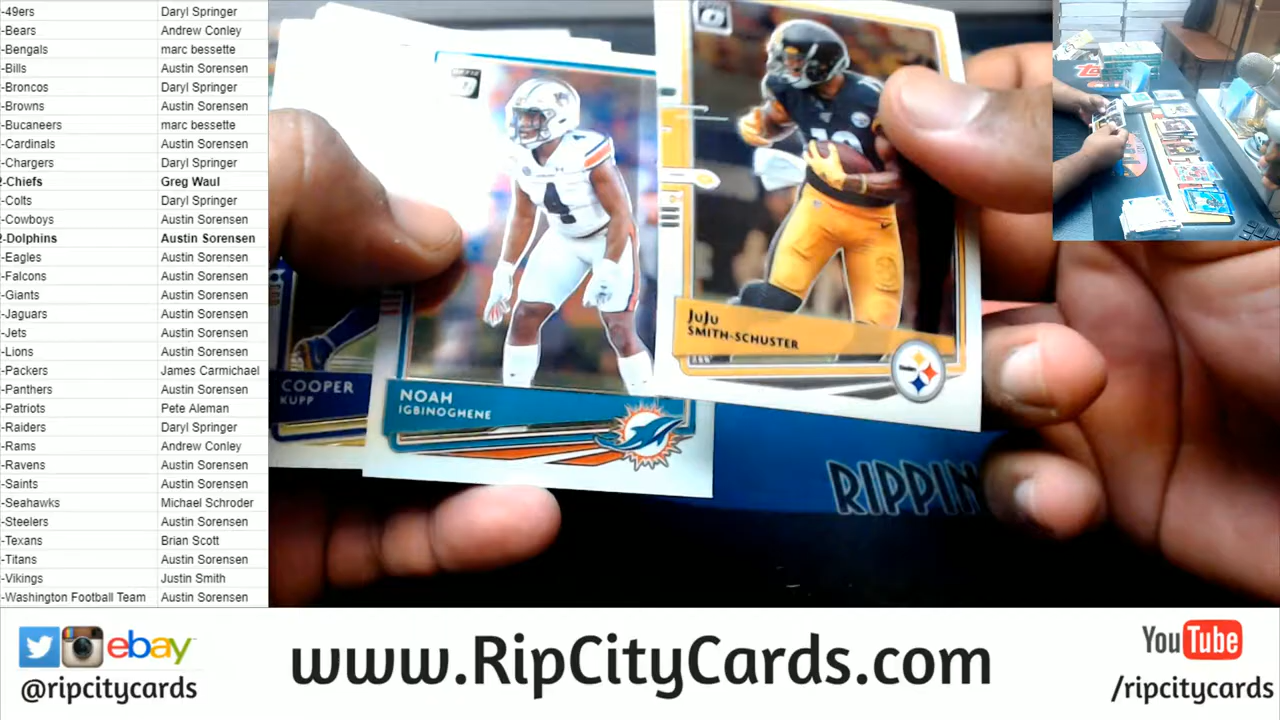 -49ers Daryl Springer
-Bears Andrew Conley
-Bengals marc bessette
-Bills Austin Sorensen
-Broncos Daryl Springer
-Browns Austin Sorensen
-Bucaneers marc bessette
-Cardinals Austin Sorensen
-Chargers Daryl Springer
-Chiefs Greg Waul
-Colts Daryl Springer
-Cowboys Austin Sorensen
-Dolphins Austin Sorensen
-Eagles Austin Sorensen
-Falcons Austin Sorensen
-Giants Austin Sorensen
-Jaguars Austin Sorensen
-Jets Austin Sorensen
-Lions Austin Sorensen
-Packers James Carmichael
-Panthers Austin Sorensen
-Patriots Pete Aleman
-Raiders Daryl Springer
-Rams Andrew Conley
-Ravens Austin Sorensen
-Saints Austin Sorensen
-Seahawks Michael Schroder
-Steelers Austin Sorensen
-Texans Brian Scott
-Titans Austin Sorensen
-Vikings Justin Smith
-Washington Football Team Austin Sorensen
COOPER
KUPP
4
NOAH
IGBINOGHENE
JuJu
SMITH-SCHUSTER
RIPPIN
ebay
@ripcitycards
www.RipCityCards.com
YouTube
/ripcitycards